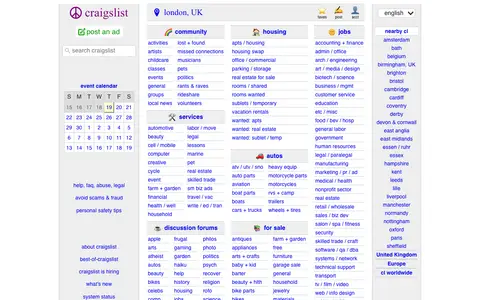 craigslist
post an ad
search craigslist
event calendar
M T W T F S S
15 16 17 18 19 20 21
22 23 24 25 26 27 28
29 30 1 2 3 4 5
6 7 8 9 10 11 12
help, faq, abuse, legal
avoid scams & fraud
personal safety tips
about craigslist
best-of-craigslist
craigslist is hiring
what's new
system status
london, UK
post
acct
community
activities
artists
childcare
classes
events
general
groups
local news
lost + found
missed connections
musicians
pets
politics
rants & raves
rideshare
volunteers
services
automotive
beauty
cell / mobile
computer
creative
cycle
event
farm + garden
financial
health / well
household
labor / move
legal
lessons
marine
pet
real estate
skilled trade
sm biz ads
travel / vac
write / ed / tran
discussion forums
apple
arts
atheist
autos
beauty
bikes
celebs
comp
frugal
gaming
garden
haiku
help
history
housing
jokes
philos
photo
politics
psych
recover
religion
rofo
science
housing
apts / housing
housing swap
office / commercial
parking / storage
real estate for sale
rooms / shared
rooms wanted
sublets / temporary
vacation rentals
wanted: apts
wanted: real estate
wanted: sublet / temp
autos
atv / utv / sno
auto parts
aviation
boat parts
boats
cars + trucks
heavy equip
motorcycle parts
motorcycles
rvs + camp
trailers
wheels + tires
for sale
antiques
appliances
arts + crafts
baby + kid
barter
beauty + hlth
bike parts
bikes
farm + garden
free
furniture
garage sale
general
household
jewelry
materials
jobs
accounting + finance
admin / office
arch / engineering
art / media / design
biotech / science
business / mgmt
customer service
education
etc / misc
food / bev / hosp
general labor
government
human resources
legal / paralegal
manufacturing
marketing / pr / ad
medical / health
nonprofit sector
real estate
retail / wholesale
sales / biz dev
salon / spa / fitness
security
skilled trade / craft
software / qa / dba
systems / network
technical support
transport
tv / film / video
web / info design
english
nearby cl
amsterdam
bath
belgium
birmingham, UK
brighton
bristol
cambridge
cardiff
coventry
derby
devon & cornwall
east anglia
east midlands
essen / ruhr
essex
hampshire
kent
leeds
lille
liverpool
manchester
normandy
nottingham
oxford
paris
sheffield
United Kingdom
Europe
cl worldwide